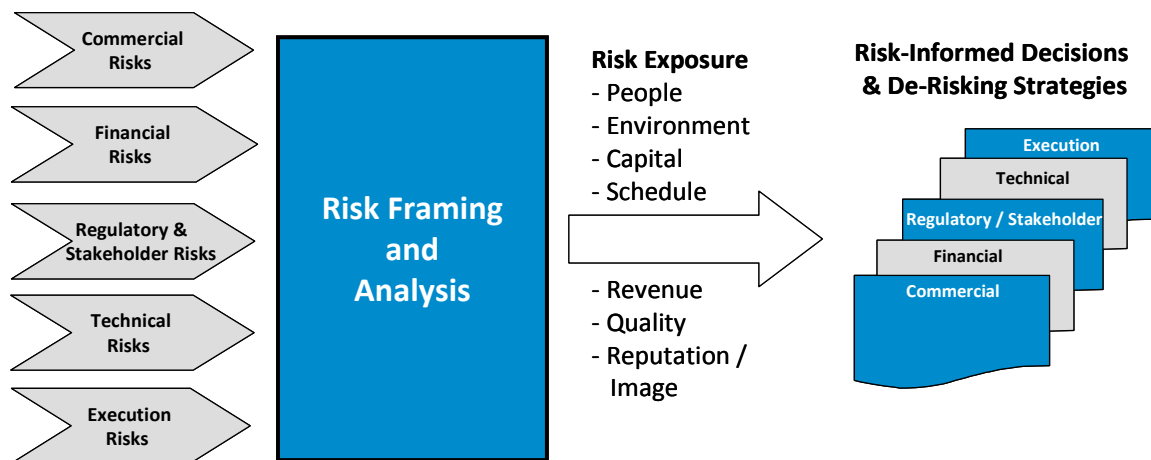 Commercial
Risks
Financial
Risks
Regulatory &
Stakeholder Risks
Technical
Risks
Execution
Risks
Risk Framing
and
Analysis
Risk Exposure
- People
- Environment
- Capital
- Schedule
- Revenue
- Quality
- Reputation /
Image
Risk-Informed Decisions
& De-Risking Strategies
Execution
Technical
Regulatory / Stakeholder
Financial
Commercial